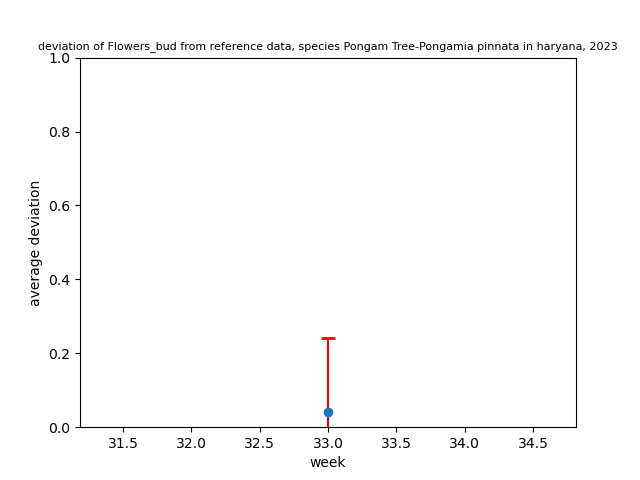 deviation of Flowers_bud from reference data, species Pongam Tree-Pongamia pinnata in haryana, 2023
1.0
0.8
0.6
0.4
0.2
0.0
average deviation
31.5 32.0 32.5 33.0 33.5 34.0 34.5
week